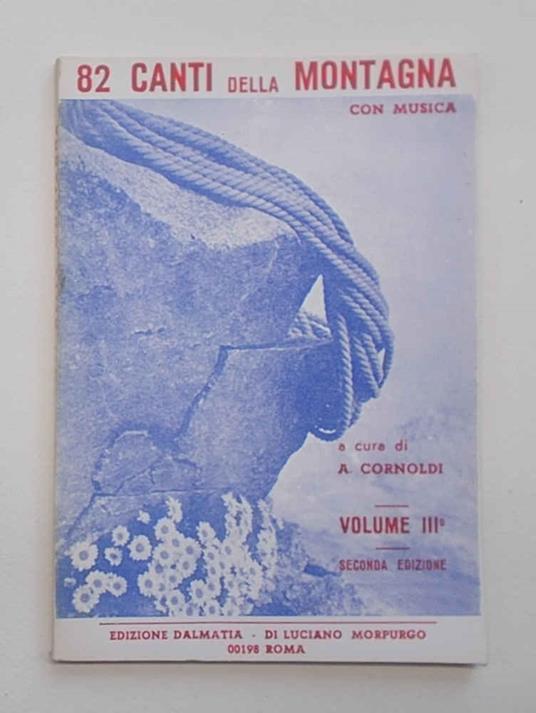 82 CANTI DELLA MONTAGNA
CON MUSICA
a cura di
A. CORNOLDI
VOLUME IIIº
SECONDA EDIZIONE
EDIZIONE DALMATIA - DI LUCIANO MORPURGO
00198 ROMA